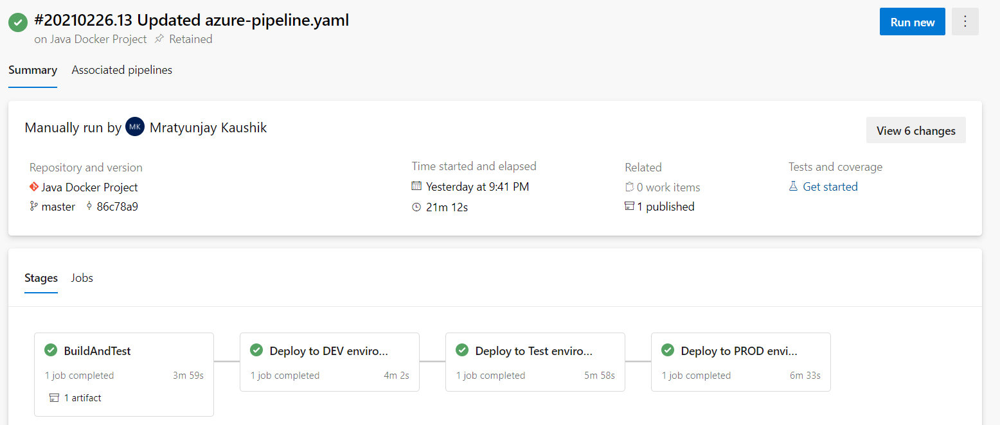 #20210226.13 Updated azure-pipeline.yaml
on Java Docker Project Retained
Run new
Summary Associated pipelines
Manually run by MK Mratyunjay Kaushik
View 6 changes
Repository and version
Java Docker Project
master 86c78a9
Time started and elapsed
Yesterday at 9:41 PM
21m 12s
Related
0 work items
1 published
Tests and coverage
Get started
Stages Jobs
BuildAndTest
1 job completed 3m 59s
1 artifact
Deploy to DEV enviro...
1 job completed 4m 2s
Deploy to Test enviro...
1 job completed 5m 58s
Deploy to PROD envi...
1 job completed 6m 33s